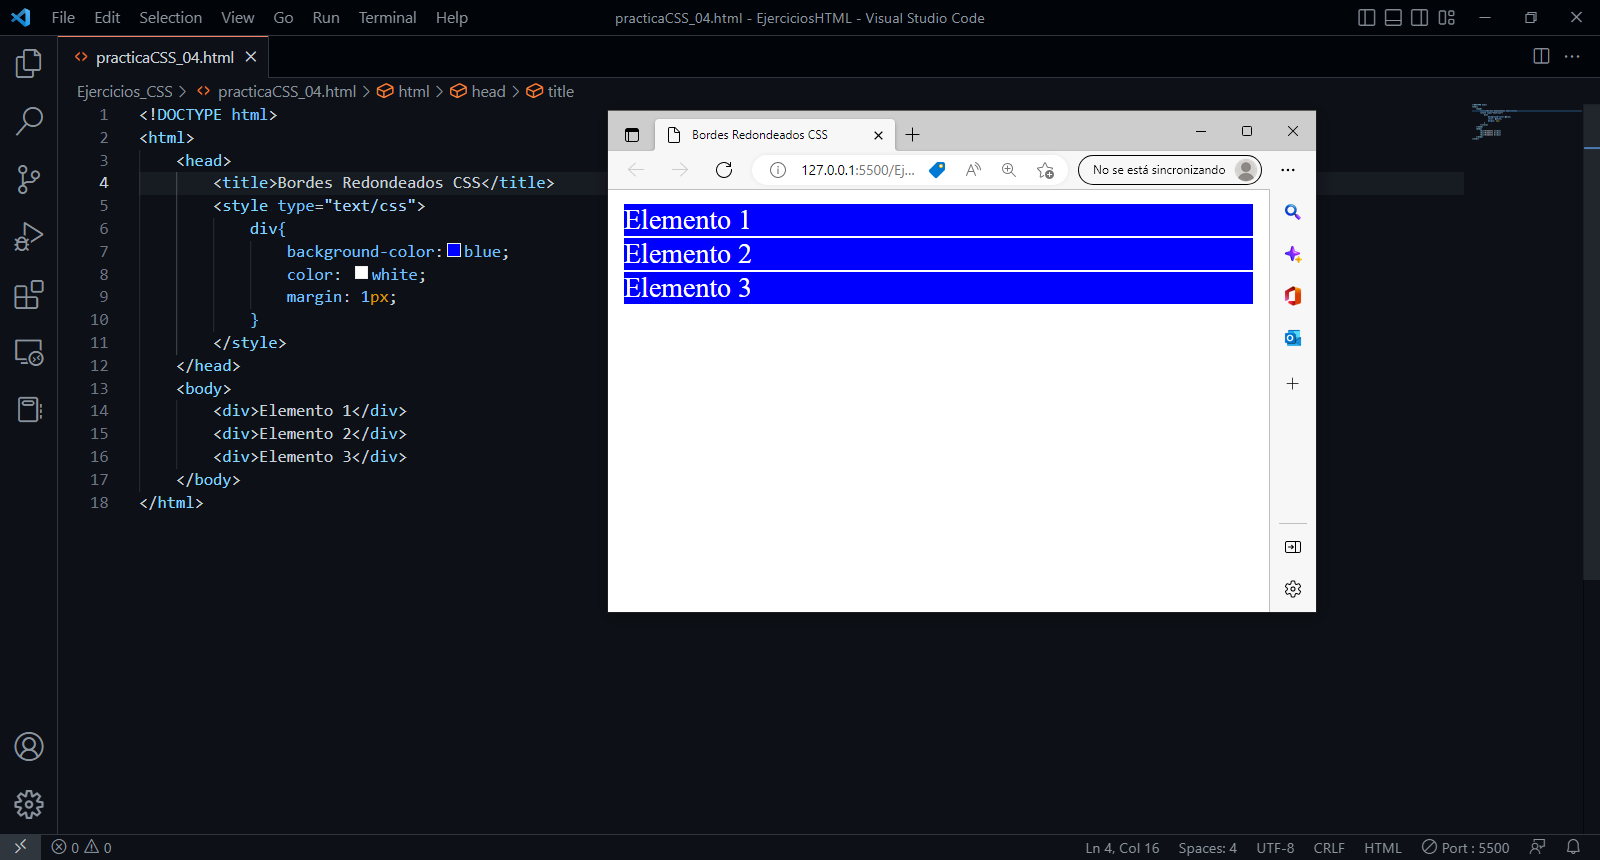 File Edit Selection View Go Run Terminal Help
practicaCSS_04.html - EjerciciosHTML - Visual Studio Code
practicaCSS_04.html
Ejercicios_CSS > practicaCSS_04.html > html > head > title
1 <!DOCTYPE html>
2 <html>
3 <head>
4 <title>Bordes Redondeados CSS</title>
5 <style type="text/css">
6 div{
7 background-color: blue;
8 color: white;
9 margin: 1px;
10 }
11 </style>
12 </head>
13 <body>
14 <div>Elemento 1</div>
15 <div>Elemento 2</div>
16 <div>Elemento 3</div>
17 </body>
18 </html>
Bordes Redondeados CSS
127.0.0.1:5500/Ej...
No se está sincronizando
Elemento 1
Elemento 2
Elemento 3
0 0
Ln 4, Col 16 Spaces: 4 UTF-8 CRLF HTML Port : 5500